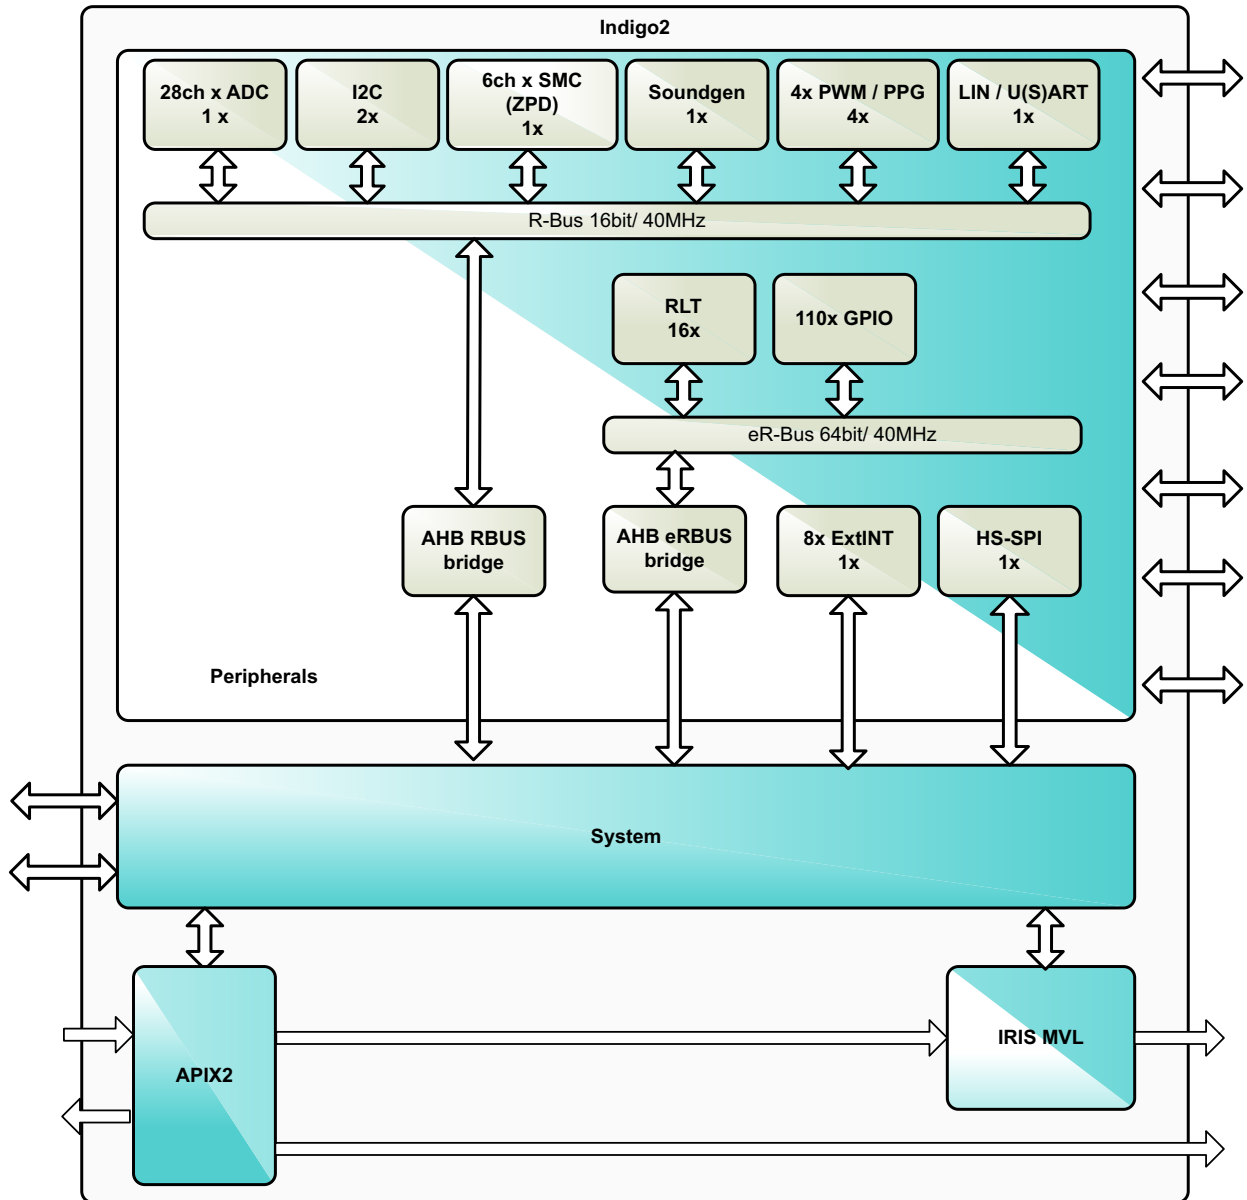 Indigo2
28ch x ADC
1 x
I2C
2x
6ch x SMC
(ZPD)
1x
Soundgen
1x
4x PWM / PPG
4x
LIN / U(S)ART
1x
R-Bus 16bit/ 40MHz
RLT
16x
110x GPIO
eR-Bus 64bit/ 40MHz
AHB RBUS
bridge
AHB eRBUS
bridge
8x ExtINT
1x
HS-SPI
1x
Peripherals
System
APIX2
IRIS MVL